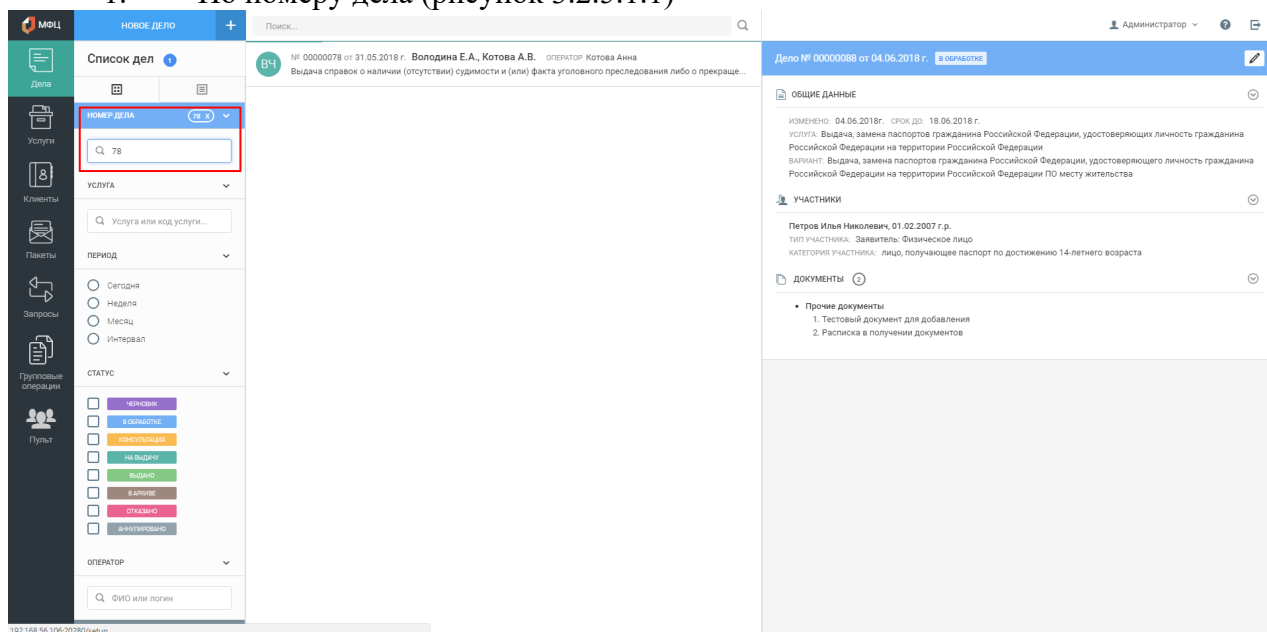 1. По номеру дела (рисунок 3.2.3.1.1)
МФЦ
НОВОЕ ДЕЛО +
Поиск...
Администратор
Дела
Услуги
Клиенты
Пакеты
Запросы
Групповые
операции
Пульт
Список дел 1
НОМЕР ДЕЛА 78 X
78
УСЛУГА
Услуга или код услуги...
ПЕРИОД
Сегодня
Неделя
Месяц
Интервал
СТАТУС
ЧЕРНОВИК
В ОБРАБОТКЕ
КОНСУЛЬТАЦИЯ
НА ВЫДАЧУ
ВЫДАНО
В АРХИВЕ
ОТКАЗАНО
АННУЛИРОВАНО
ОПЕРАТОР
ФИО или логин
ВЧ
№ 00000078 от 31.05.2018 г. Володина Е.А., Котова А.В. ОПЕРАТОР Котова Анна
Выдача справок о наличии (отсутствии) судимости и (или) факта уголовного преследования либо о прекраще...
Дело № 00000088 от 04.06.2018 г. В ОБРАБОТКЕ
ОБЩИЕ ДАННЫЕ
ИЗМЕНЕНО: 04.06.2018г. СРОК ДО: 18.06.2018 г.
УСЛУГА: Выдача, замена паспортов гражданина Российской Федерации, удостоверяющих личность гражданина
Российской Федерации на территории Российской Федерации
ВАРИАНТ: Выдача, замена паспортов гражданина Российской Федерации, удостоверяющего личность гражданина
Российской Федерации на территории Российской Федерации ПО месту жительства
УЧАСТНИКИ
Петров Илья Николевич, 01.02.2007 г.р.
ТИП УЧАСТНИКА: Заявитель: Физическое лицо
КАТЕГОРИЯ УЧАСТНИКА: лицо, получающее паспорт по достижению 14-летнего возраста
ДОКУМЕНТЫ 2
• Прочие документы
1. Тестовый документ для добавления
2. Расписка в получении документов
192.168.56.106:20780/setup